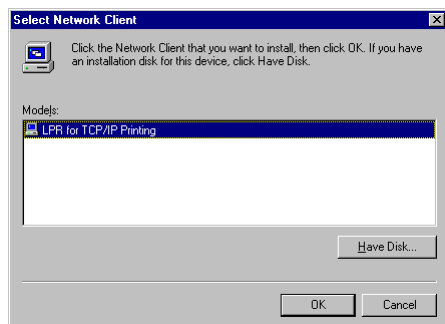 Select Network Client
Click the Network Client that you want to install, then click OK. If you have
an installation disk for this device, click Have Disk.
Models:
LPR for TCP/IP Printing
Have Disk...
OK
Cancel